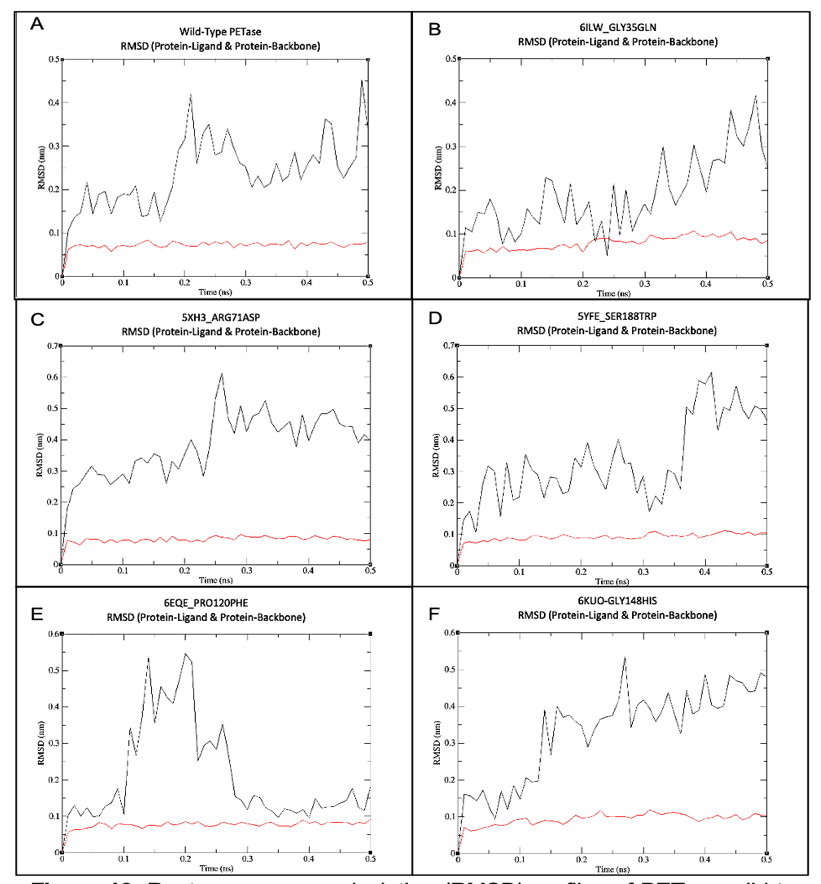 A
Wild-Type PETase
RMSD (Protein-Ligand & Protein-Backbone)
0.5
0.4
0.3
0.2
0.1
0
RMSD (nm)
0 0.1 0.2 0.3 0.4 0.5
Time (ns)
B
6ILW_GLY35GLN
RMSD (Protein-Ligand & Protein-Backbone)
0.5
0.4
0.3
0.2
0.1
0
RMSD (nm)
0 0.1 0.2 0.3 0.4 0.5
Time (ns)
C
5XH3_ARG71ASP
RMSD (Protein-Ligand & Protein-Backbone)
0.7
0.6
0.5
0.4
0.3
0.2
0.1
0
RMSD (nm)
0 0.1 0.2 0.3 0.4 0.5
Time (ns)
D
5YFE_SER188TRP
RMSD (Protein-Ligand & Protein-Backbone)
0.7
0.6
0.5
0.4
0.3
0.2
0.1
0
RMSD (nm)
0 0.1 0.2 0.3 0.4 0.5
Time (ns)
E
6EQE_PRO120PHE
RMSD (Protein-Ligand & Protein-Backbone)
0.6
0.5
0.4
0.3
0.2
0.1
0
RMSD (nm)
0 0.1 0.2 0.3 0.4 0.5
Time (ns)
F
6KUO-GLY148HIS
RMSD (Protein-Ligand & Protein-Backbone)
0.6
0.5
0.4
0.3
0.2
0.1
0
RMSD (nm)
0 0.1 0.2 0.3 0.4 0.5
Time (ns)